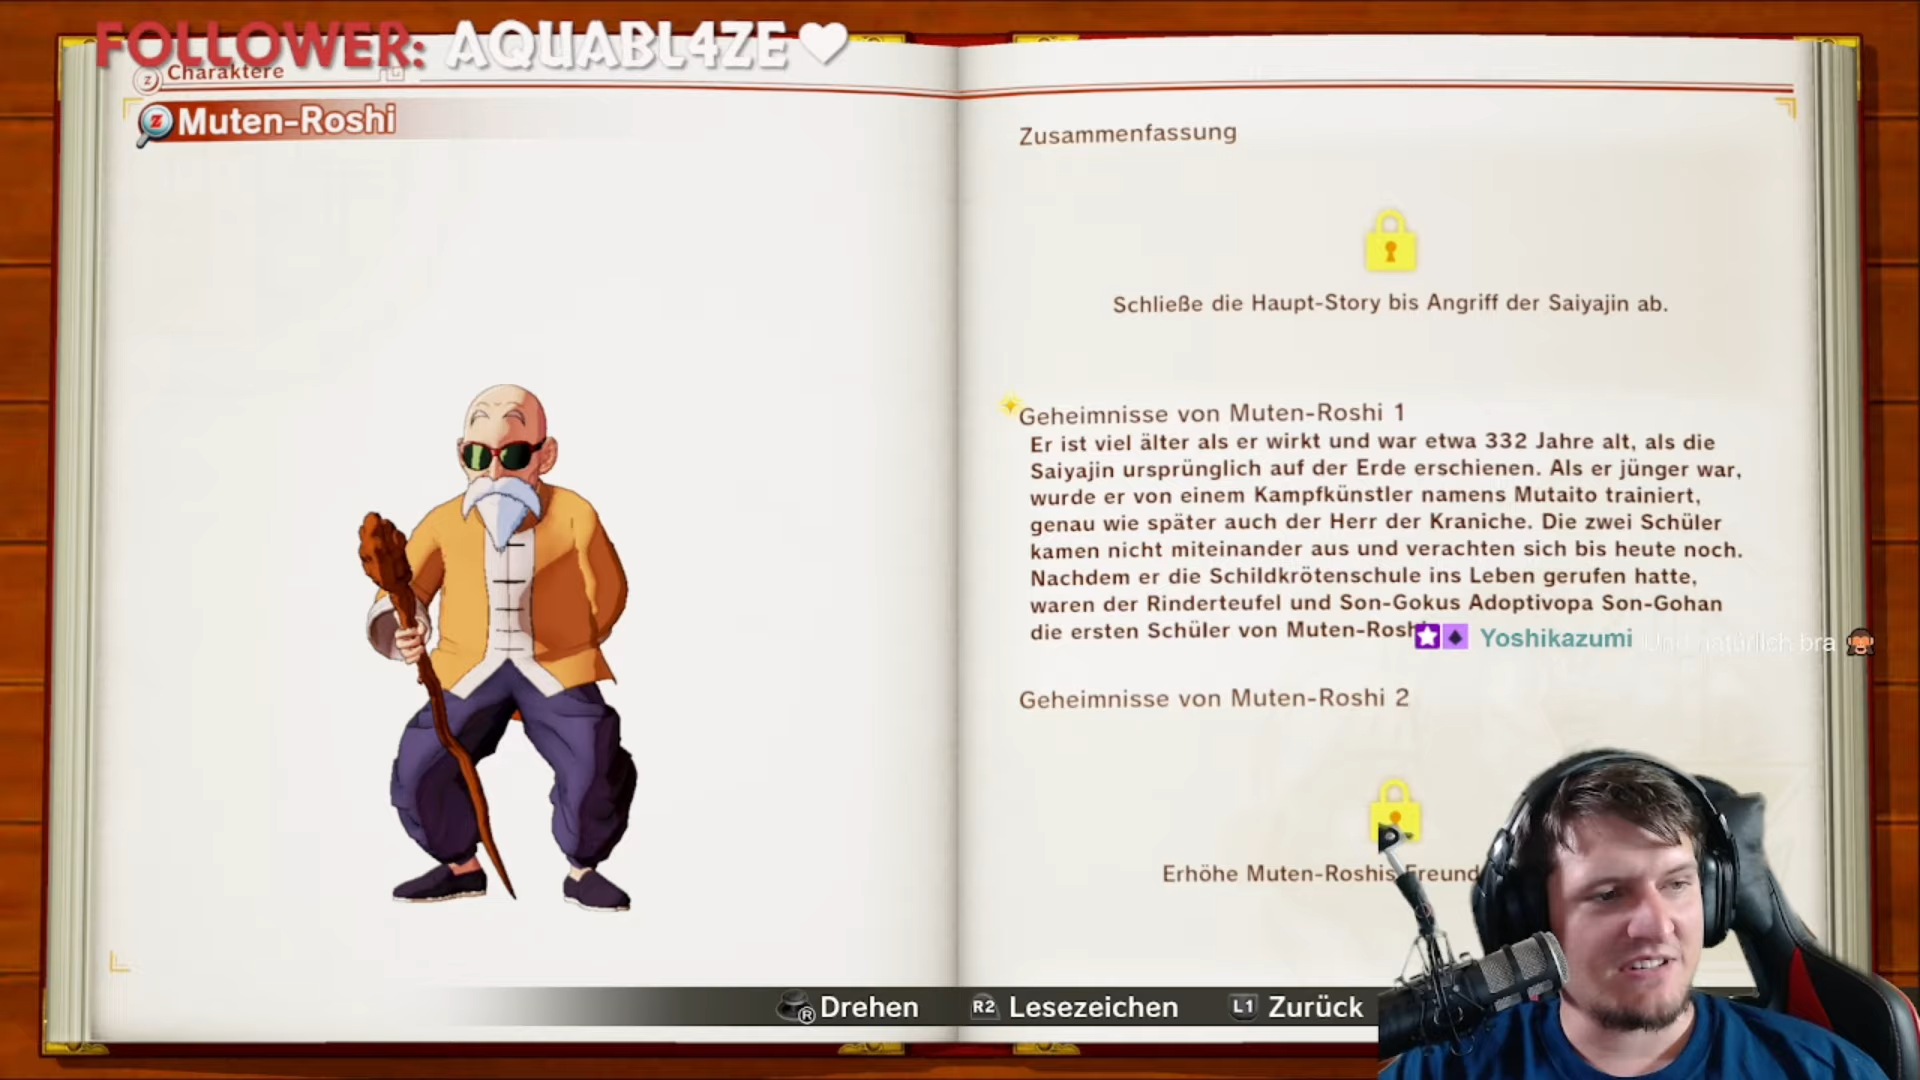 FOLLOWER: AQUABL4ZE
Charaktere
Muten-Roshi
Zusammenfassung
Schließe die Haupt-Story bis Angriff der Saiyajin ab.
Geheimnisse von Muten-Roshi 1
Er ist viel älter als er wirkt und war etwa 332 Jahre alt, als die
Saiyajin ursprünglich auf der Erde erschienen. Als er jünger war,
wurde er von einem Kampfkünstler namens Mutaito trainiert,
genau wie später auch der Herr der Kraniche. Die zwei Schüler
kamen nicht miteinander aus und verachten sich bis heute noch.
Nachdem er die Schildkrötenschule ins Leben gerufen hatte,
waren der Rinderteufel und Son-Gokus Adoptivopa Son-Gohan
die ersten Schüler von Muten-Roshi
Yoshikazumi Und natürlich bra
Geheimnisse von Muten-Roshi 2
Erhöhe Muten-Roshis Freund
R Drehen R2 Lesezeichen L1 Zurück